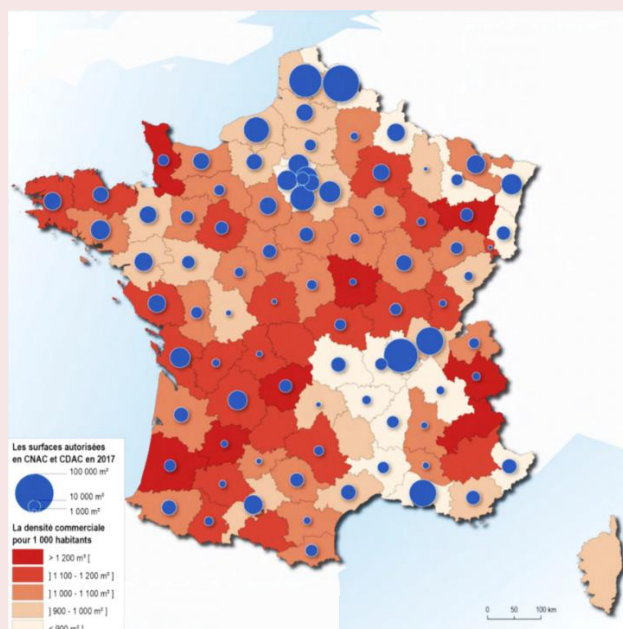 Les surfaces autorisées
en CNAC et CDAC en 2017
100 000 m²
10 000 m²
1 000 m²
La densité commerciale
pour 1 000 habitants
> 1 200 m² [
] 1 100 - 1 200 m² ]
] 1 000 - 1 100 m² ]
] 900 - 1 000 m² ]
< 900 m² ]
0 50 100 km